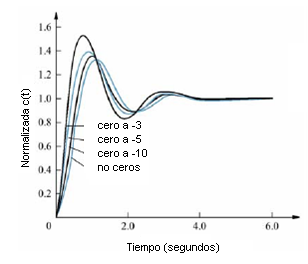 Normalizada c(t)
1.6
1.4
1.2
1.0
0.8
0.6
0.4
0.2
cero a -3
cero a -5
cero a -10
no ceros
0
2.0
4.0
6.0
Tiempo (segundos)